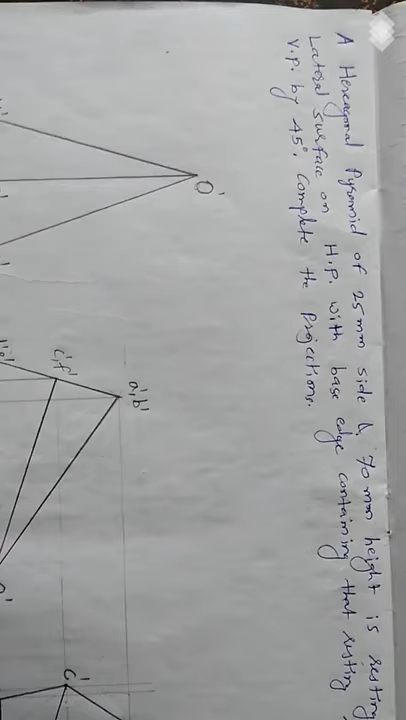 A Hexagonal Pyramid of 25mm side & 70mm height is resting
Lateral surface on H.P. with base edge containing that resting
V.P. by 45°. Complete the Projections.
O'
a',b'
c',f'
o'
c'